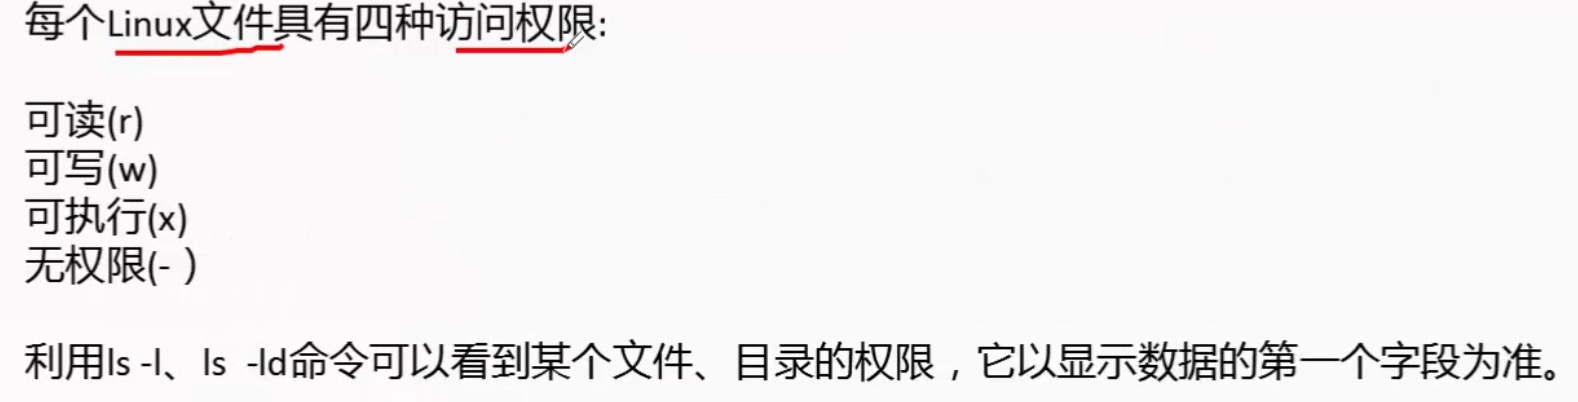 每个Linux文件具有四种访问权限:
可读(r)
可写(w)
可执行(x)
无权限(- )
利用ls -l、ls  -ld命令可以看到某个文件、目录的权限，它以显示数据的第一个字段为准。